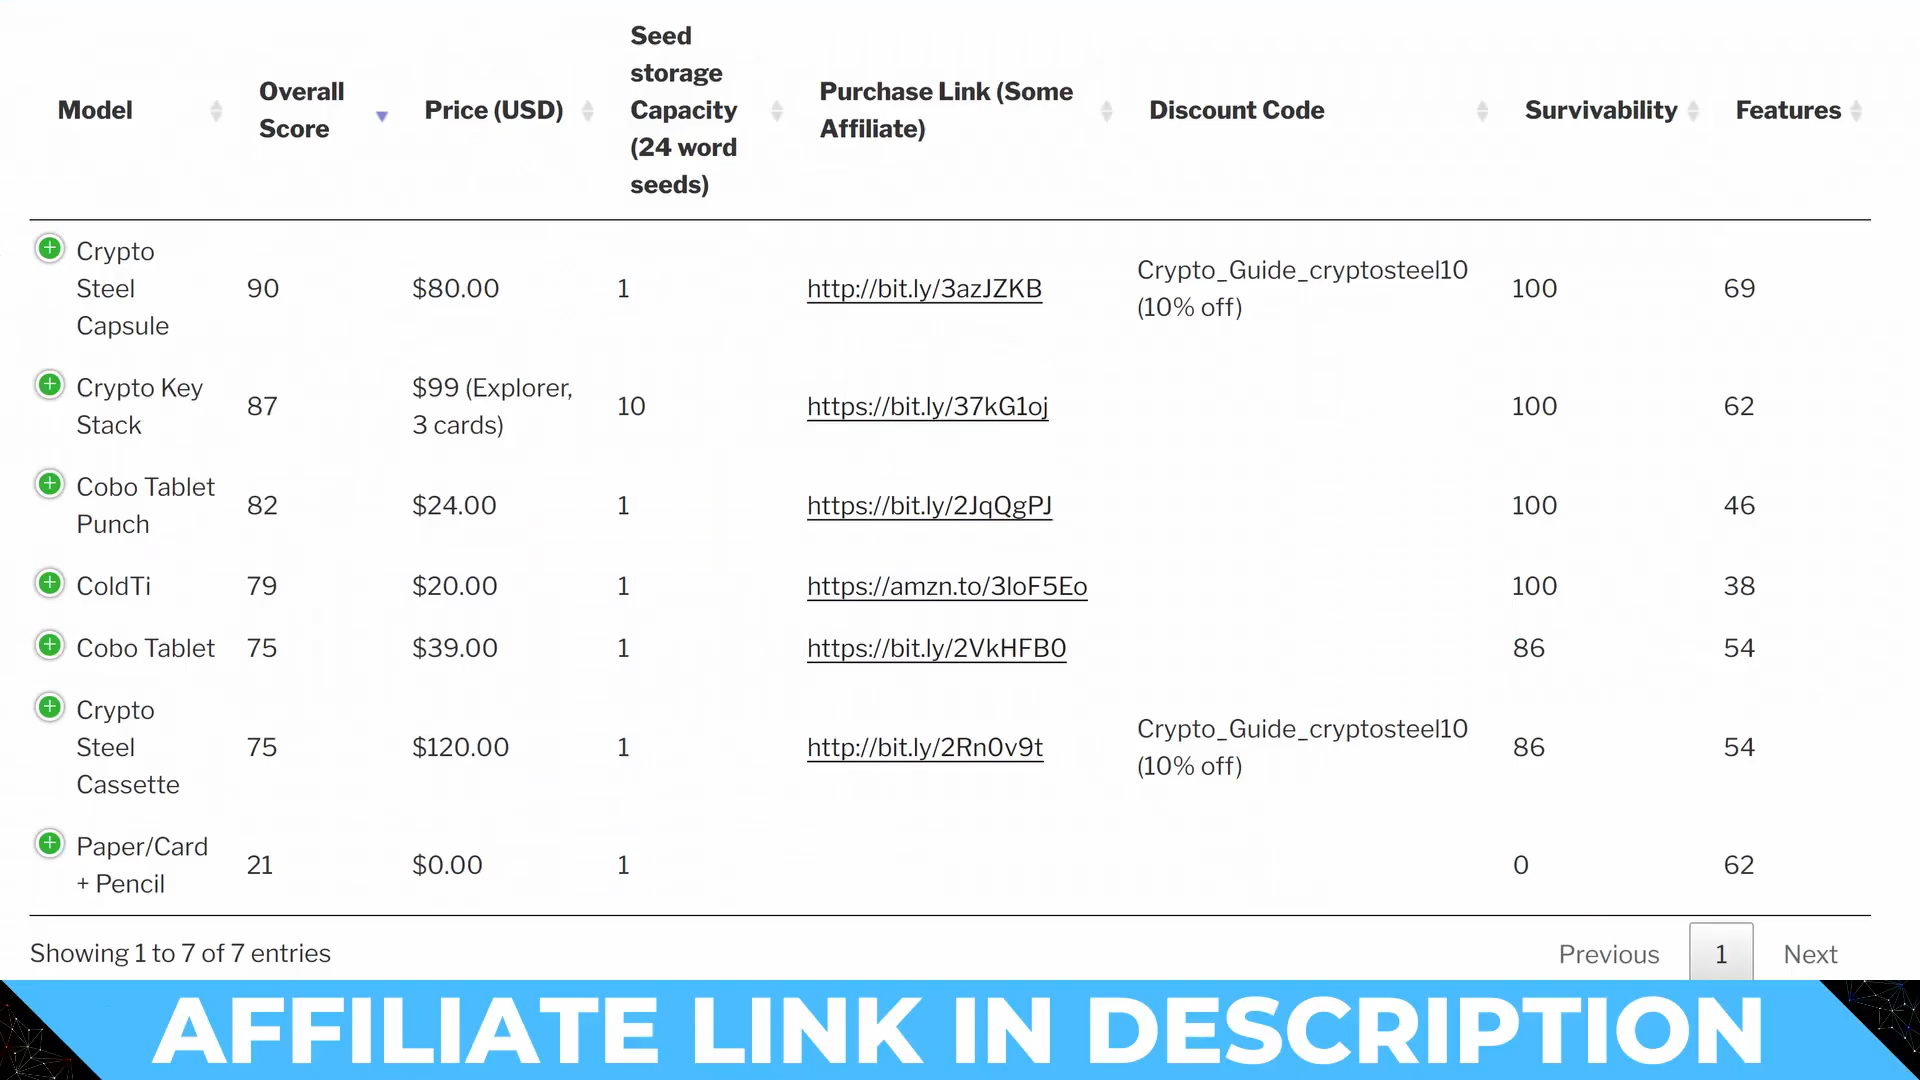 Model
Overall
Score
Price (USD)
Seed
storage
Capacity
(24 word
seeds)
Purchase Link (Some
Affiliate)
Discount Code
Survivability
Features
Crypto
Steel
Capsule
90
$80.00
1
http://bit.ly/3azJZKB
Crypto_Guide_cryptosteel10
(10% off)
100
69
Crypto Key
Stack
87
$99 (Explorer,
3 cards)
10
https://bit.ly/37kG1oj
100
62
Cobo Tablet
Punch
82
$24.00
1
https://bit.ly/2JqQgPJ
100
46
ColdTi
79
$20.00
1
https://amzn.to/3loF5Eo
100
38
Cobo Tablet
75
$39.00
1
https://bit.ly/2VkHFB0
86
54
Crypto
Steel
Cassette
75
$120.00
1
http://bit.ly/2Rn0v9t
Crypto_Guide_cryptosteel10
(10% off)
86
54
Paper/Card
+ Pencil
21
$0.00
1
0
62
Showing 1 to 7 of 7 entries
Previous
1
Next
AFFILIATE LINK IN DESCRIPTION